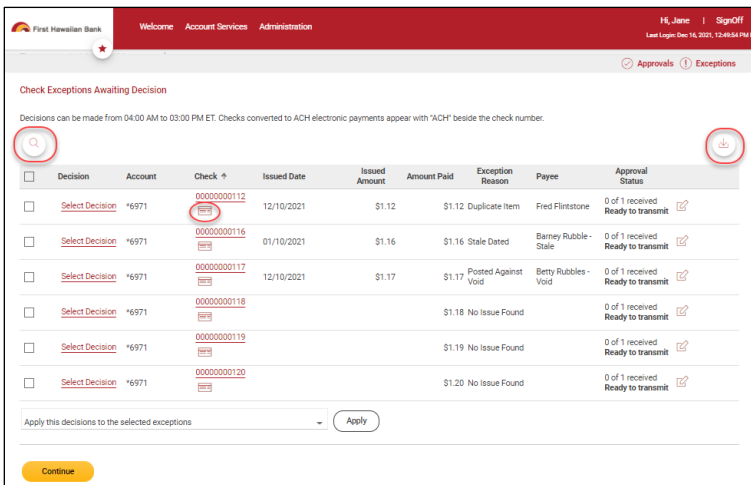 First Hawaiian Bank
Welcome Account Services Administration
Hi, Jane | SignOff
Last Login: Dec 16, 2021, 12:49:54 PM
Approvals Exceptions
Check Exceptions Awaiting Decision
Decisions can be made from 04:00 AM to 03:00 PM ET. Checks converted to ACH electronic payments appear with "ACH" beside the check number.
Decision Account Check ↑ Issued Date Issued Amount Amount Paid Exception Reason Payee Approval Status
Select Decision *6971 00000000112 12/10/2021 $1.12 $1.12 Duplicate Item Fred Flintstone 0 of 1 received Ready to transmit
Select Decision *6971 00000000116 01/10/2021 $1.16 $1.16 Stale Dated Barney Rubble - Stale 0 of 1 received Ready to transmit
Select Decision *6971 00000000117 12/10/2021 $1.17 $1.17 Posted Against Void Betty Rubbles - Void 0 of 1 received Ready to transmit
Select Decision *6971 00000000118 $1.18 No Issue Found 0 of 1 received Ready to transmit
Select Decision *6971 00000000119 $1.19 No Issue Found 0 of 1 received Ready to transmit
Select Decision *6971 00000000120 $1.20 No Issue Found 0 of 1 received Ready to transmit
Apply this decisions to the selected exceptions Apply
Continue